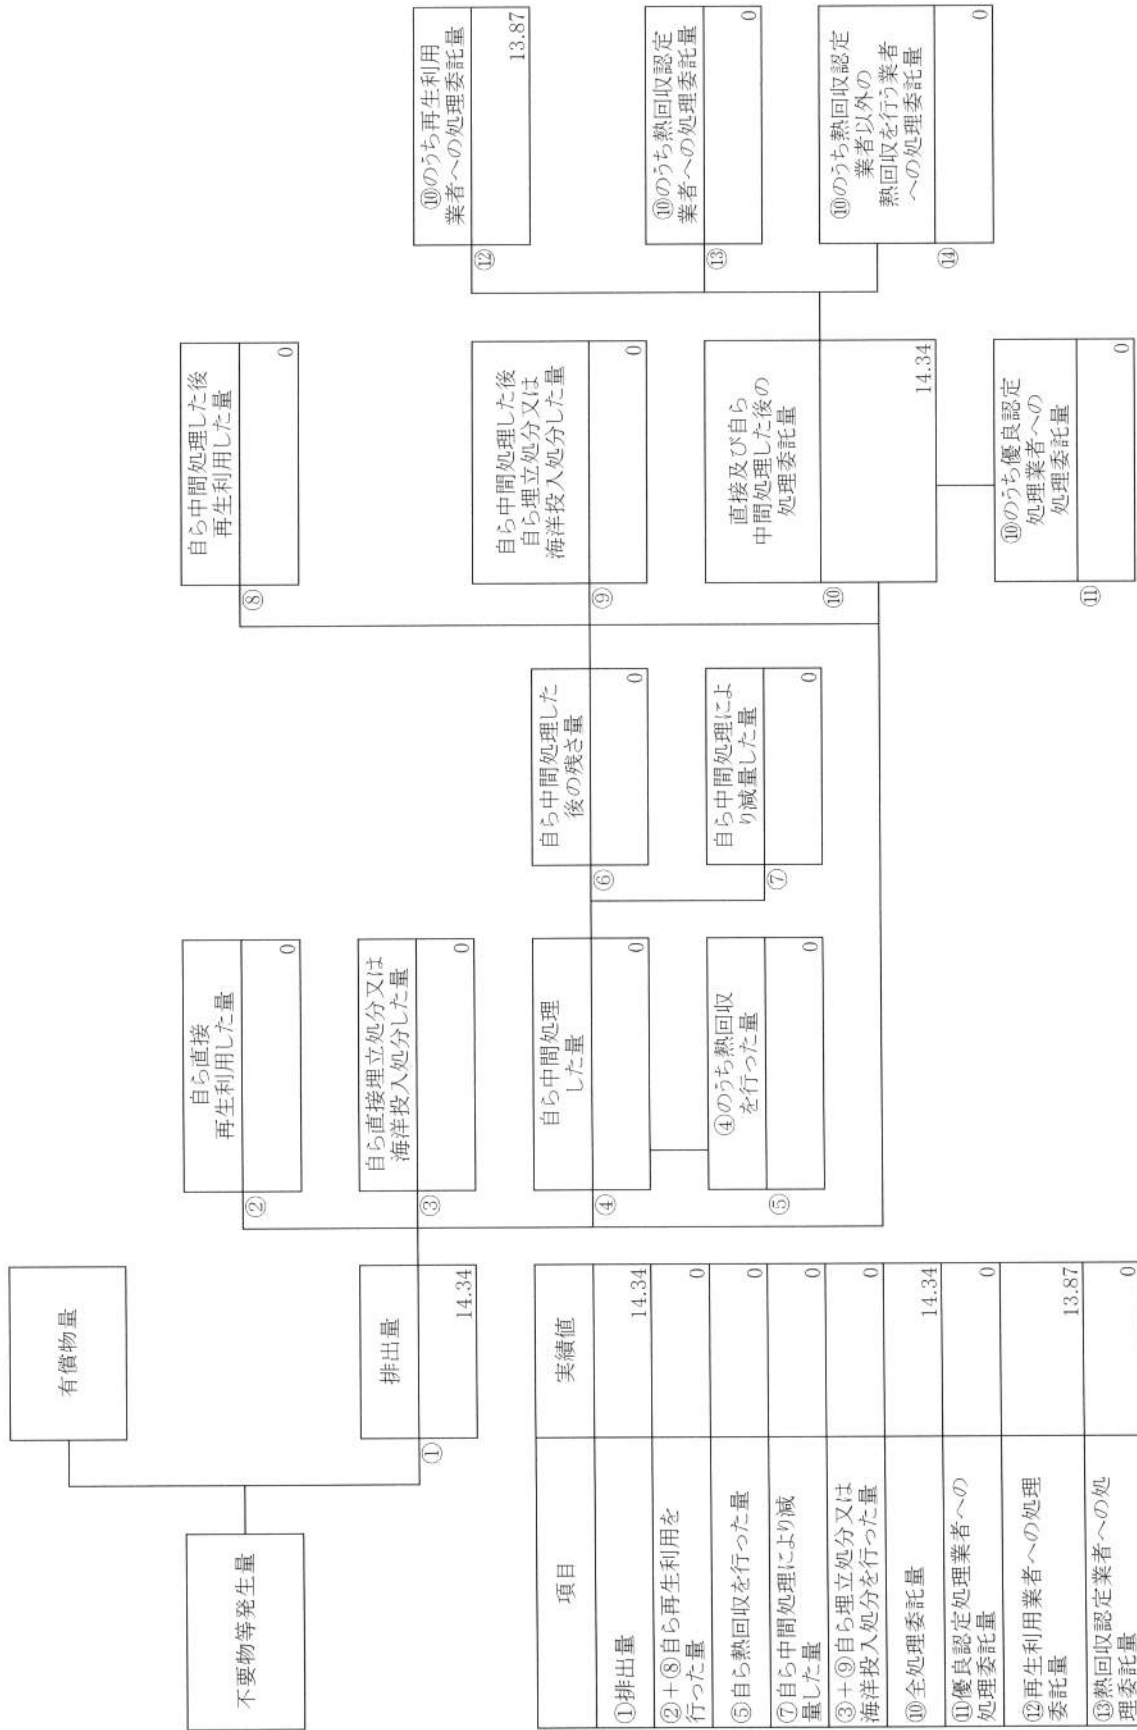 不要物等発生量
有償物量
①
排出量
14.34
②
自ら直接
再生利用した量
0
③
自ら直接埋立処分又は
海洋投入処分した量
0
④
自ら中間処理
した量
0
⑤
④のうち熱回収
を行った量
0
⑥
自ら中間処理した
後の残さ量
0
⑦
自ら中間処理によ
り減量した量
0
⑧
自ら中間処理した後
再生利用した量
0
⑨
自ら中間処理した後
自ら埋立処分又は
海洋投入処分した量
0
⑩
直接及び自ら
中間処理した後の
処理委託量
14.34
⑪
⑩のうち優良認定
処理業者への
処理委託量
0
⑫
⑩のうち再生利用
業者への処理委託量
13.87
⑬
⑩のうち熱回収認定
業者への処理委託量
0
⑭
⑩のうち熱回収認定
業者以外の
熱回収を行う業者
への処理委託量
0
項目 実績値
①排出量 14.34
②+⑧自ら再生利用を
行った量 0
⑤自ら熱回収を行った量 0
⑦自ら中間処理により減
量した量 0
③+⑨自ら埋立処分又は
海洋投入処分を行った量 0
⑩全処理委託量 14.34
⑪優良認定処理業者への
処理委託量 0
⑫再生利用業者への処理
委託量 13.87
⑬熱回収認定業者への処
理委託量 0